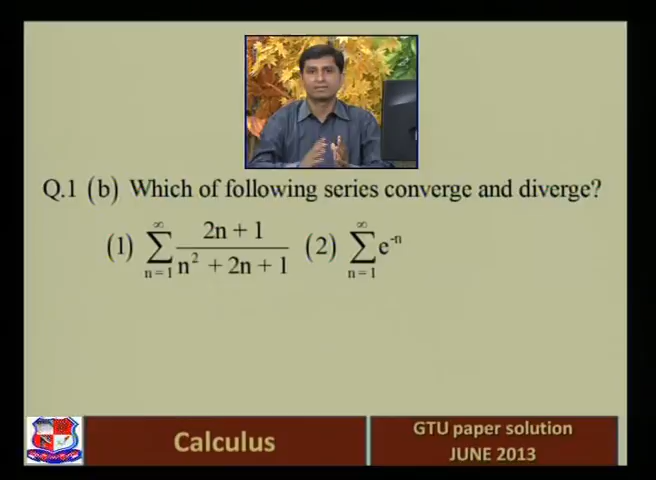 Q.1 (b) Which of following series converge and diverge?
(1) ∑_{n=1}^{∞} (2n + 1)/(n² + 2n + 1) (2) ∑_{n=1}^{∞} e⁻ⁿ
Calculus
GTU paper solution
JUNE 2013